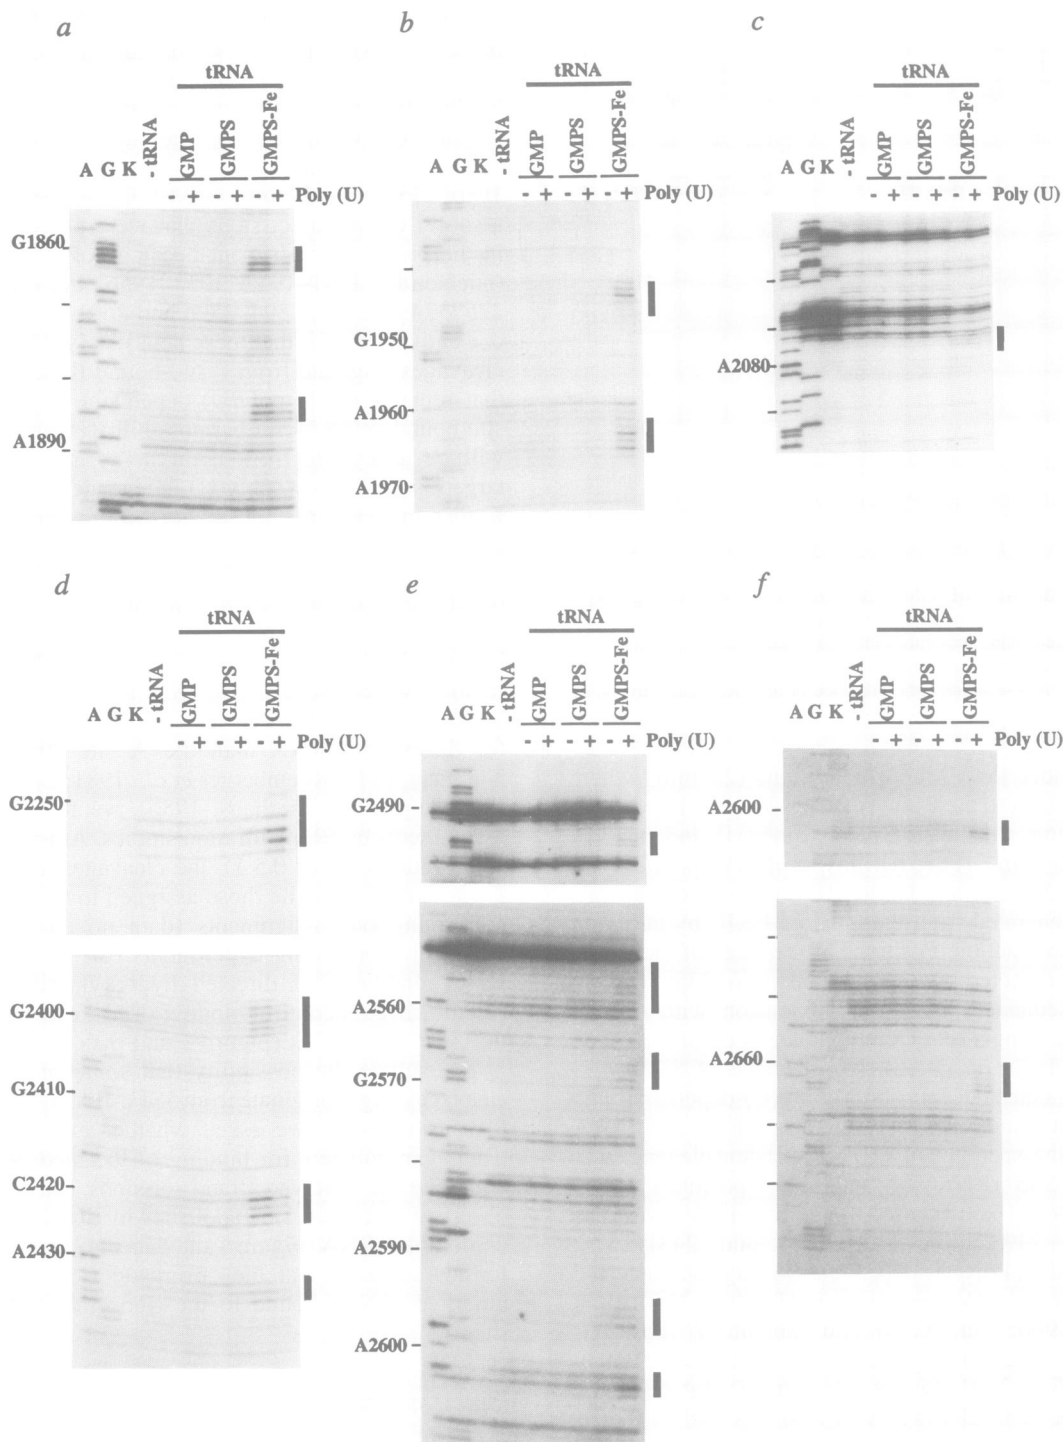 a
tRNA
A G K - tRNA GMP GMPS GMPS-Fe
- + - + - + Poly (U)
G1860
A1890
b
tRNA
A G K - tRNA GMP GMPS GMPS-Fe
- + - + - + Poly (U)
G1950
A1960
A1970
c
tRNA
A G K - tRNA GMP GMPS GMPS-Fe
- + - + - + Poly (U)
A2080
d
tRNA
A G K - tRNA GMP GMPS GMPS-Fe
- + - + - + Poly (U)
G2250
G2400
G2410
C2420
A2430
e
tRNA
A G K - tRNA GMP GMPS GMPS-Fe
- + - + - + Poly (U)
G2490
A2560
G2570
A2590
A2600
f
tRNA
A G K - tRNA GMP GMPS GMPS-Fe
- + - + - + Poly (U)
A2600
A2660